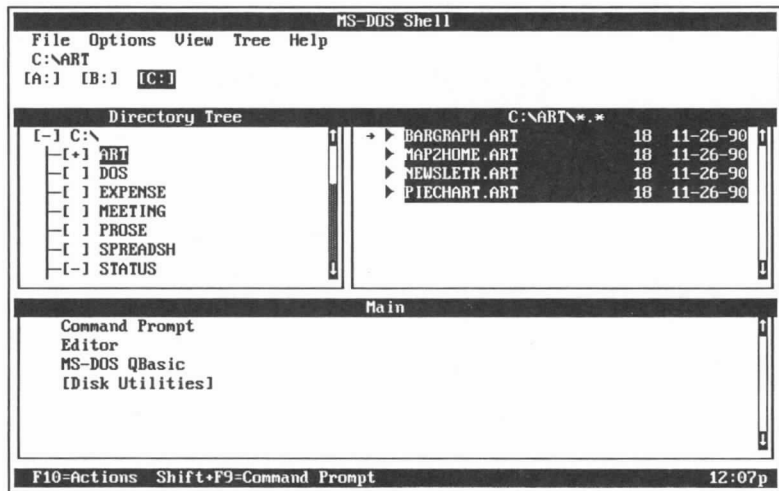 MS-DOS Shell
File Options View Tree Help
C:\ART
[A:] [B:] [C:]
Directory Tree
[-] C:\
[+] ART
[ ] DOS
[ ] EXPENSE
[ ] MEETING
[ ] PROSE
[ ] SPREADSH
[-] STATUS
C:\ART\*.*
BARGRAPH.ART 18 11-26-90
MAP2HOME.ART 18 11-26-90
NEWSLETR.ART 18 11-26-90
PIECHART.ART 18 11-26-90
Main
Command Prompt
Editor
MS-DOS QBasic
[Disk Utilities]
F10=Actions Shift+F9=Command Prompt 12:07p